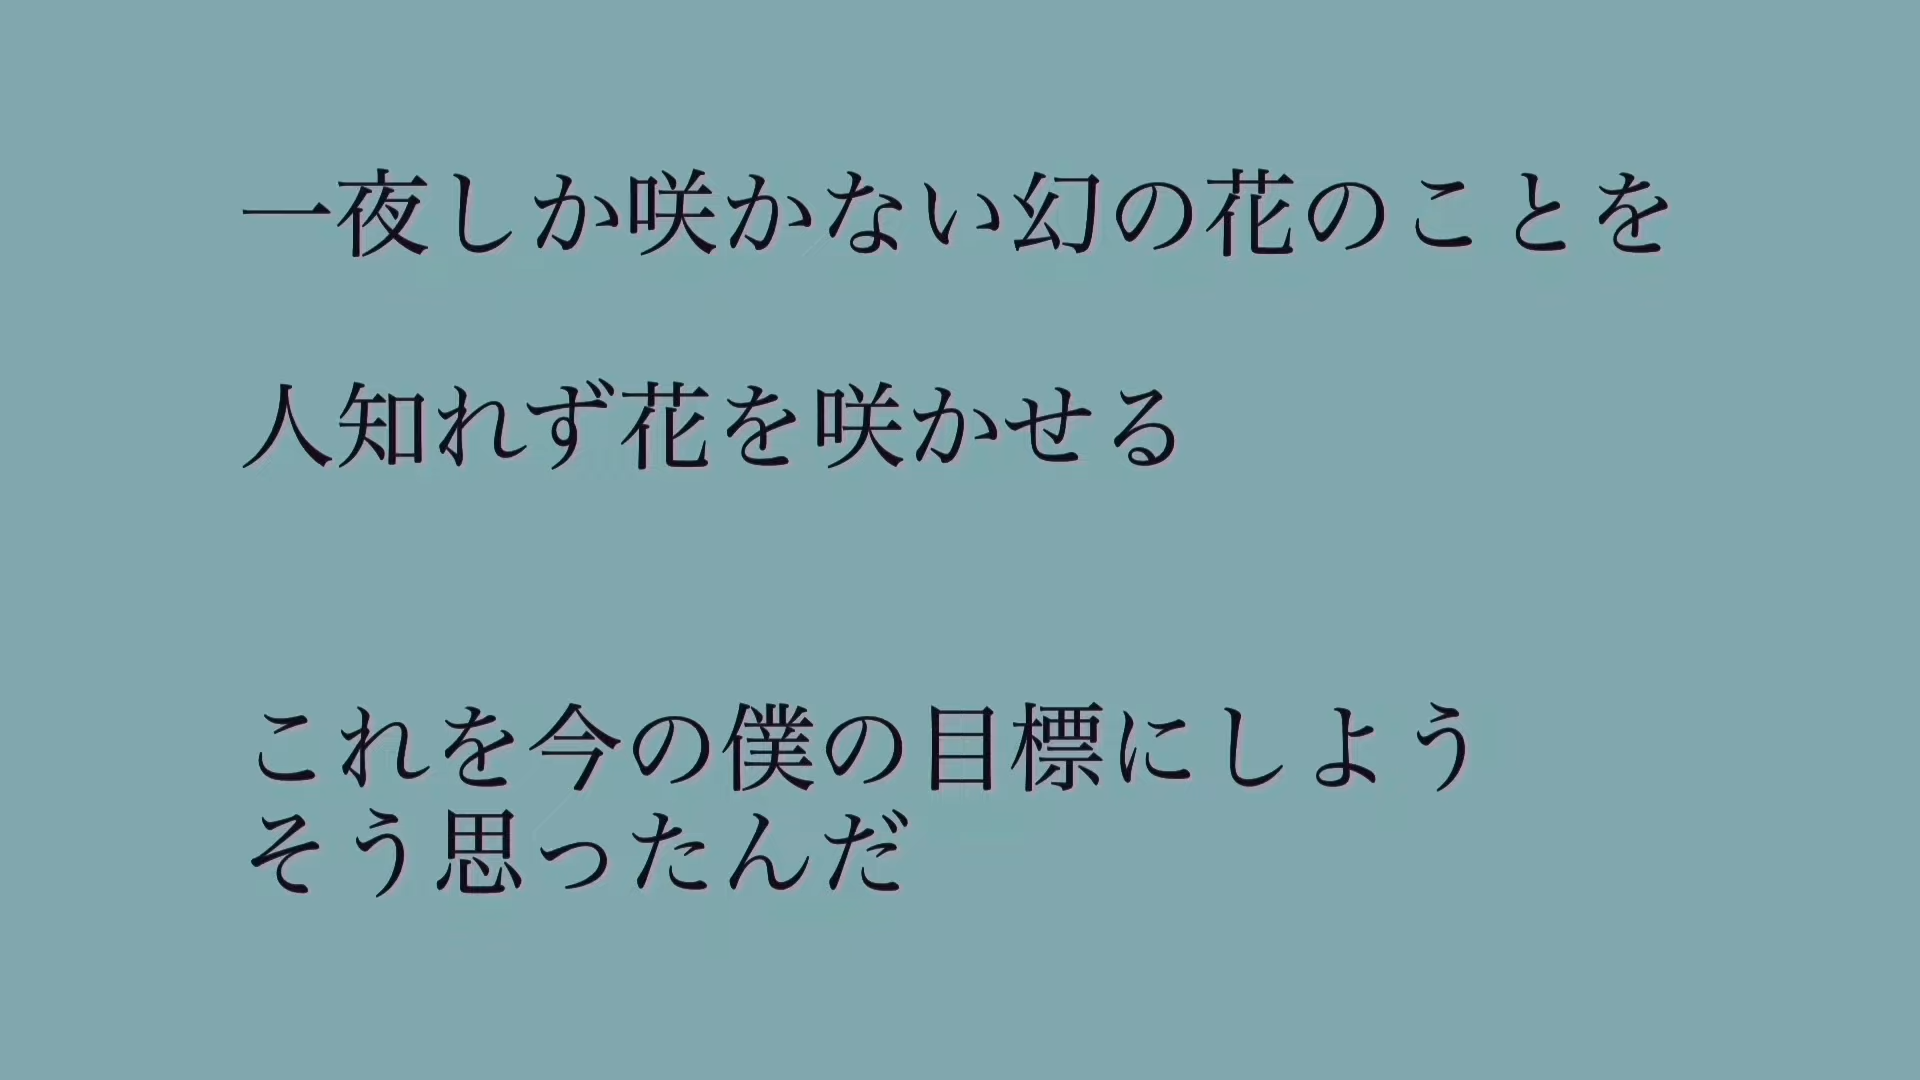 一夜しか咲かない幻の花のことを
人知れず花を咲かせる
これを今の僕の目標にしよう
そう思ったんだ